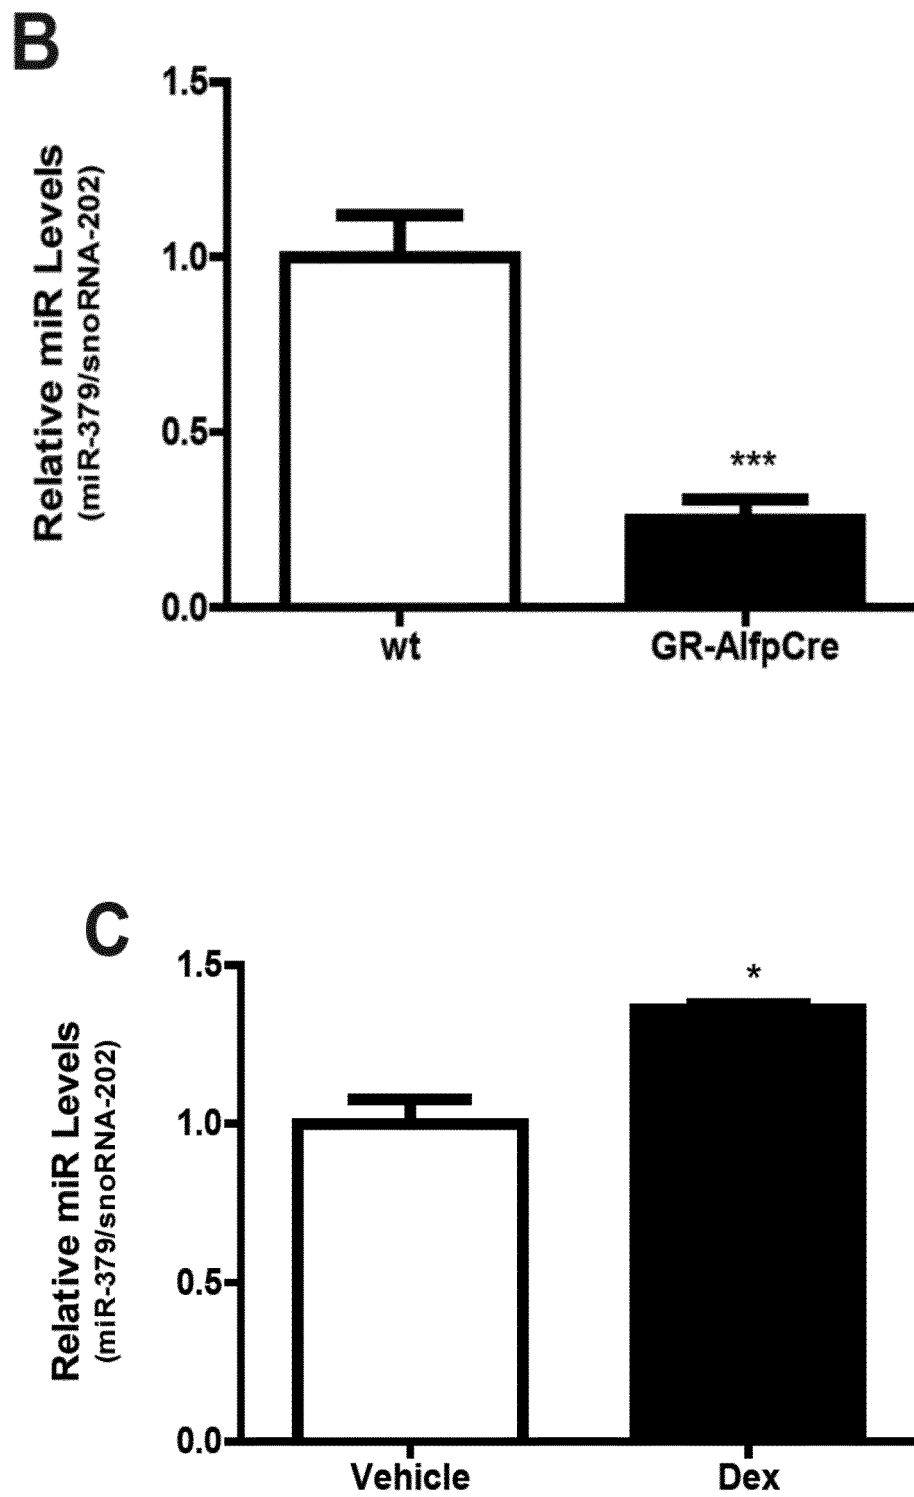 B
Relative miR Levels
(miR-379/snoRNA-202)
1.5
1.0
0.5
0.0
***
wt
GR-AlfpCre
C
Relative miR Levels
(miR-379/snoRNA-202)
1.5
1.0
0.5
0.0
*
Vehicle
Dex